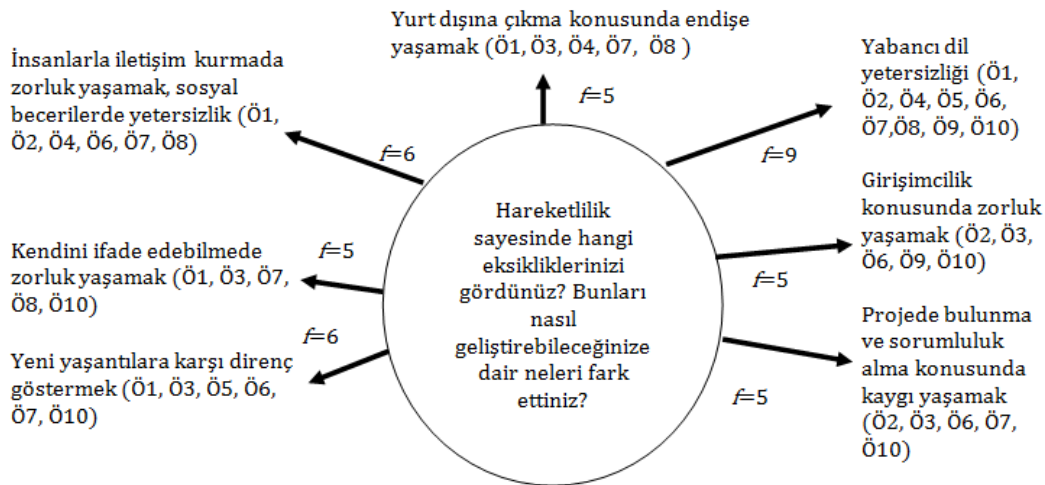 Yurt dışına çıkma konusunda endişe
yaşamak (Ö1, Ö3, Ö4, Ö7, Ö8 )
f=5
İnsanlarla iletişim kurmada
zorluk yaşamak, sosyal
becerilerde yetersizlik (Ö1,
Ö2, Ö4, Ö6, Ö7, Ö8)
f=6
Yabancı dil
yetersizliği (Ö1,
Ö2, Ö4, Ö5, Ö6,
Ö7,Ö8, Ö9, Ö10)
f=9
Hareketlilik
sayesinde hangi
eksikliklerinizi
gördünüz? Bunları
nasıl
geliştirebileceğinize
dair neleri fark
ettiniz?
Girişimcilik
konusunda zorluk
yaşamak (Ö2, Ö3,
Ö6, Ö9, Ö10)
f=5
Kendini ifade edebilmede
zorluk yaşamak (Ö1, Ö3, Ö7,
Ö8, Ö10)
f=5
Yeni yaşantılara karşı direnç
göstermek (Ö1, Ö3, Ö5, Ö6,
Ö7, Ö10)
f=6
Projede bulunma
ve sorumluluk
alma konusunda
kaygı yaşamak
(Ö2, Ö3, Ö6, Ö7,
Ö10)
f=5